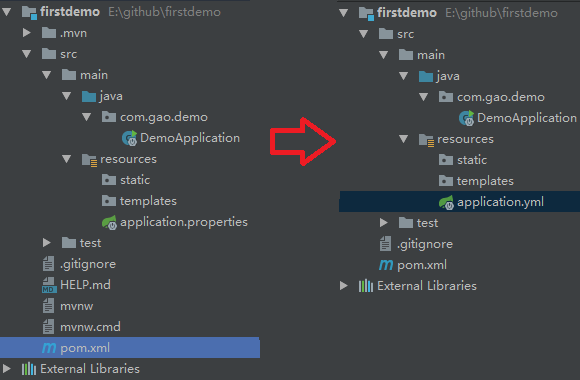 firstdemo E:\github\firstdemo
.mvn
src
main
java
com.gao.demo
DemoApplication
resources
static
templates
application.properties
test
.gitignore
MD HELP.md
mvnw
mvnw.cmd
m pom.xml
External Libraries
firstdemo E:\github\firstdemo
src
main
java
com.gao.demo
DemoApplication
resources
static
templates
application.yml
test
.gitignore
m pom.xml
External Libraries